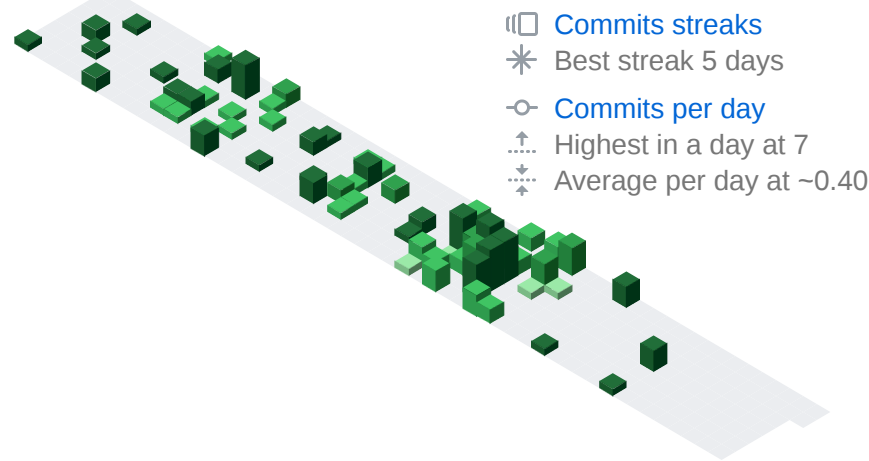 Commits streaks
Best streak 5 days
Commits per day
Highest in a day at 7
Average per day at ~0.40